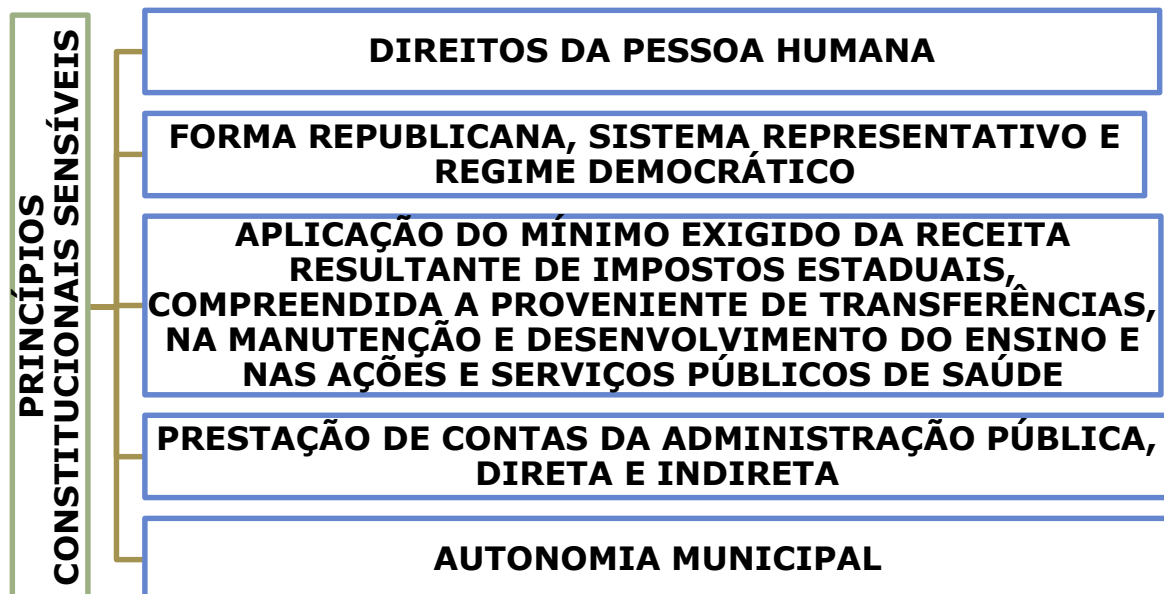 PRINCÍPIOS
CONSTITUCIONAIS SENSÍVEIS
DIREITOS DA PESSOA HUMANA
FORMA REPUBLICANA, SISTEMA REPRESENTATIVO E
REGIME DEMOCRÁTICO
APLICAÇÃO DO MÍNIMO EXIGIDO DA RECEITA
RESULTANTE DE IMPOSTOS ESTADUAIS,
COMPREENDIDA A PROVENIENTE DE TRANSFERÊNCIAS,
NA MANUTENÇÃO E DESENVOLVIMENTO DO ENSINO E
NAS AÇÕES E SERVIÇOS PÚBLICOS DE SAÚDE
PRESTAÇÃO DE CONTAS DA ADMINISTRAÇÃO PÚBLICA,
DIRETA E INDIRETA
AUTONOMIA MUNICIPAL